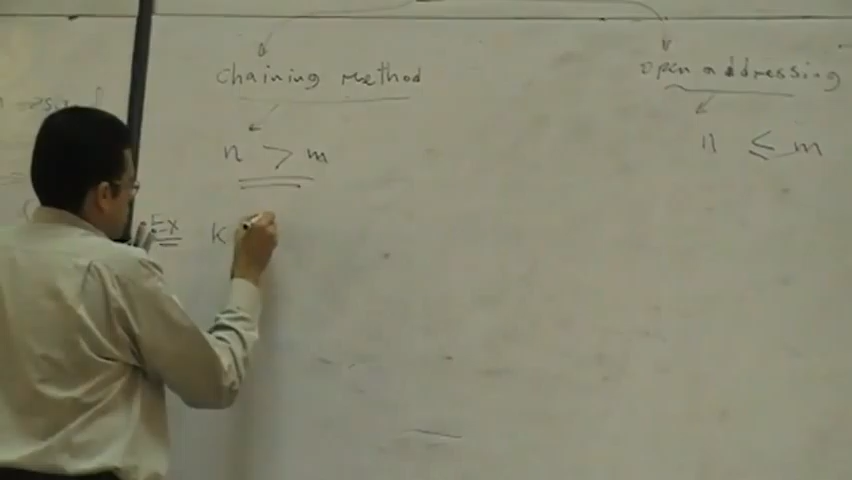 chaining method
open addressing
n > m
n ≤ m
Ex K